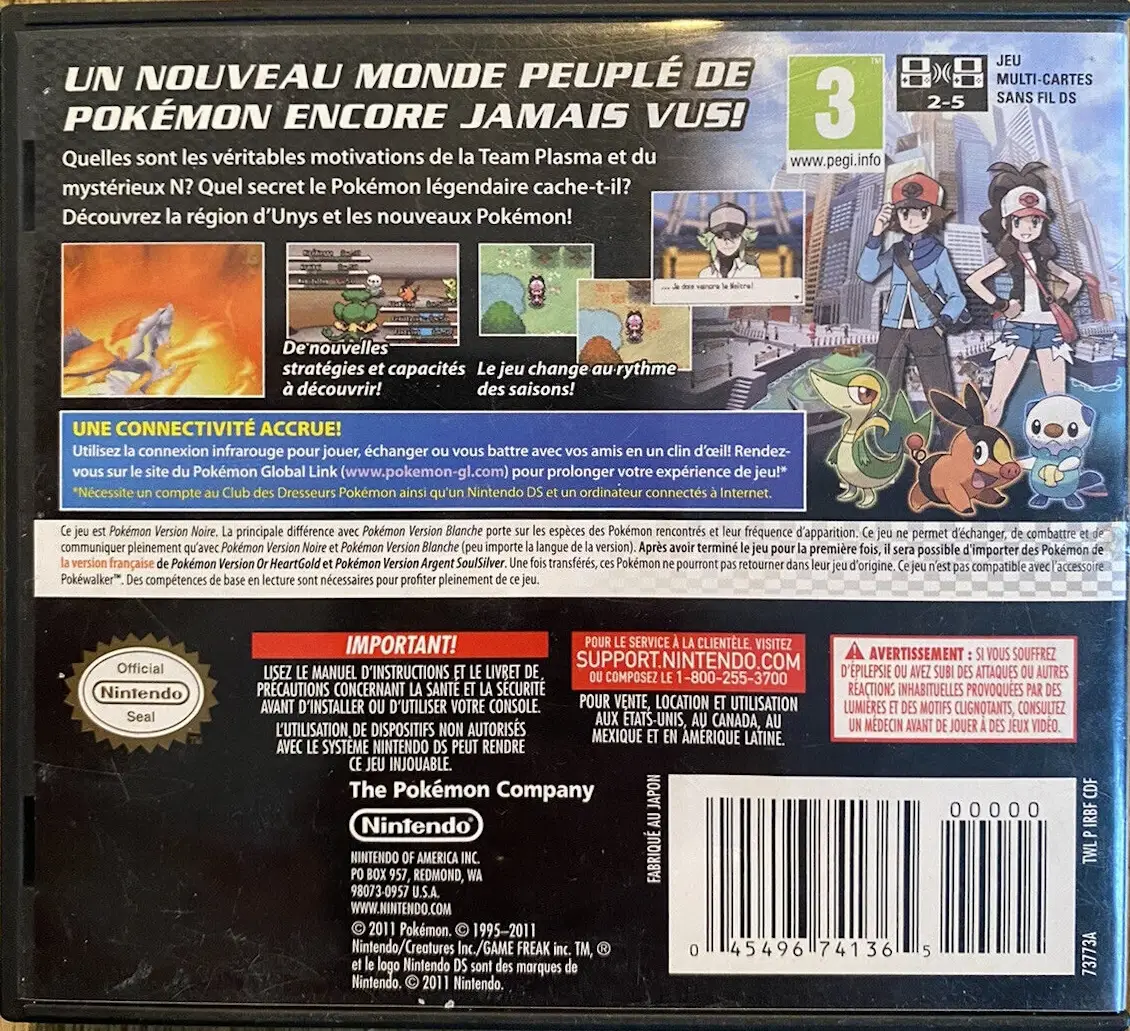 UN NOUVEAU MONDE PEUPLÉ DE
POKÉMON ENCORE JAMAIS VUS!
Quelles sont les véritables motivations de la Team Plasma et du
mystérieux N? Quel secret le Pokémon légendaire cache-t-il?
Découvrez la région d'Unys et les nouveaux Pokémon!
3
TM
www.pegi.info
2-5
JEU
MULTI-CARTES
SANS FIL DS
... Je dois vaincre le Maître!
De nouvelles
stratégies et capacités
à découvrir!
Le jeu change au rythme
des saisons!
UNE CONNECTIVITÉ ACCRUE!
Utilisez la connexion infrarouge pour jouer, échanger ou vous battre avec vos amis en un clin d'œil! Rendez-
vous sur le site du Pokémon Global Link (www.pokemon-gl.com) pour prolonger votre expérience de jeu!*
*Nécessite un compte au Club des Dresseurs Pokémon ainsi qu'un Nintendo DS et un ordinateur connectés à Internet.
Ce jeu est Pokémon Version Noire. La principale différence avec Pokémon Version Blanche porte sur les espèces des Pokémon rencontrés et leur fréquence d'apparition. Ce jeu ne permet d'échanger, de combattre et de
communiquer pleinement qu'avec Pokémon Version Noire et Pokémon Version Blanche (peu importe la langue de la version). Après avoir terminé le jeu pour la première fois, il sera possible d'importer des Pokémon de
la version française de Pokémon Version Or HeartGold et Pokémon Version Argent SoulSilver. Une fois transférés, ces Pokémon ne pourront pas retourner dans leur jeu d'origine. Ce jeu n'est pas compatible avec l'accessoire
Pokéwalker™. Des compétences de base en lecture sont nécessaires pour profiter pleinement de ce jeu.
Official
Nintendo
Seal
IMPORTANT!
LISEZ LE MANUEL D'INSTRUCTIONS ET LE LIVRET DE
PRÉCAUTIONS CONCERNANT LA SANTÉ ET LA SÉCURITÉ
AVANT D'INSTALLER OU D'UTILISER VOTRE CONSOLE.
L'UTILISATION DE DISPOSITIFS NON AUTORISÉS
AVEC LE SYSTÈME NINTENDO DS PEUT RENDRE
CE JEU INJOUABLE.
POUR LE SERVICE À LA CLIENTÈLE, VISITEZ
SUPPORT.NINTENDO.COM
OU COMPOSEZ LE 1-800-255-3700
POUR VENTE, LOCATION ET UTILISATION
AUX ÉTATS-UNIS, AU CANADA, AU
MEXIQUE ET EN AMÉRIQUE LATINE.
AVERTISSEMENT : SI VOUS SOUFFREZ
D'ÉPILEPSIE OU AVEZ SUBI DES ATTAQUES OU AUTRES
RÉACTIONS INHABITUELLES PROVOQUÉES PAR DES
LUMIÈRES ET DES MOTIFS CLIGNOTANTS, CONSULTEZ
UN MÉDECIN AVANT DE JOUER À DES JEUX VIDÉO.
The Pokémon Company
Nintendo®
NINTENDO OF AMERICA INC.
PO BOX 957, REDMOND, WA
98073-0957 U.S.A.
WWW.NINTENDO.COM
© 2011 Pokémon. © 1995–2011
Nintendo/Creatures Inc./GAME FREAK inc. TM, ®
et le logo Nintendo DS sont des marques de
Nintendo. © 2011 Nintendo.
FABRIQUÉ AU JAPON
00000
0 45496 74136 5
TWL P IRBF CDF
73773A